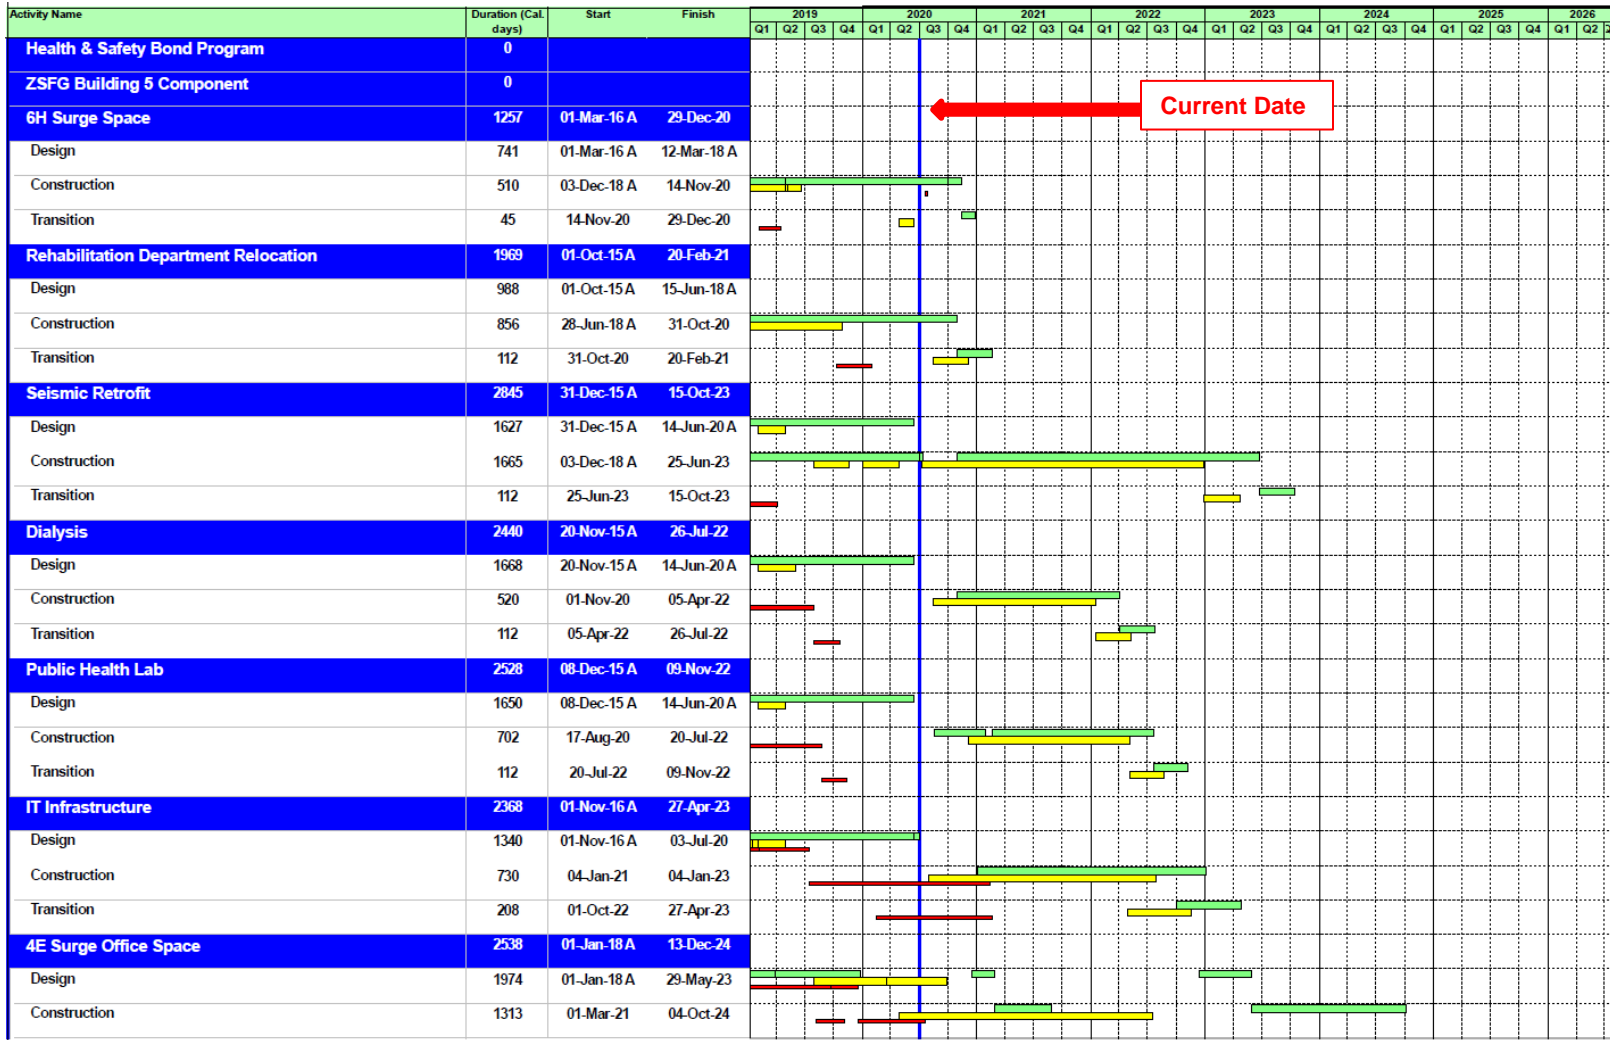 Activity Name Duration (Cal. days) Start Finish 2019 2020 2021 2022 2023 2024 2025 2026
Q1 Q2 Q3 Q4 Q1 Q2 Q3 Q4 Q1 Q2 Q3 Q4 Q1 Q2 Q3 Q4 Q1 Q2 Q3 Q4 Q1 Q2 Q3 Q4 Q1 Q2 Q3 Q4 Q1 Q2
Health & Safety Bond Program 0
ZSFG Building 5 Component 0
Current Date
6H Surge Space 1257 01-Mar-16 A 29-Dec-20
Design 741 01-Mar-16 A 12-Mar-18 A
Construction 510 03-Dec-18 A 14-Nov-20
Transition 45 14-Nov-20 29-Dec-20
Rehabilitation Department Relocation 1969 01-Oct-15 A 20-Feb-21
Design 988 01-Oct-15 A 15-Jun-18 A
Construction 856 28-Jun-18 A 31-Oct-20
Transition 112 31-Oct-20 20-Feb-21
Seismic Retrofit 2845 31-Dec-15 A 15-Oct-23
Design 1627 31-Dec-15 A 14-Jun-20 A
Construction 1665 03-Dec-18 A 25-Jun-23
Transition 112 25-Jun-23 15-Oct-23
Dialysis 2440 20-Nov-15 A 26-Jul-22
Design 1668 20-Nov-15 A 14-Jun-20 A
Construction 520 01-Nov-20 05-Apr-22
Transition 112 05-Apr-22 26-Jul-22
Public Health Lab 2528 08-Dec-15 A 09-Nov-22
Design 1650 08-Dec-15 A 14-Jun-20 A
Construction 702 17-Aug-20 20-Jul-22
Transition 112 20-Jul-22 09-Nov-22
IT Infrastructure 2368 01-Nov-16 A 27-Apr-23
Design 1340 01-Nov-16 A 03-Jul-20
Construction 730 04-Jan-21 04-Jan-23
Transition 208 01-Oct-22 27-Apr-23
4E Surge Office Space 2538 01-Jan-18 A 13-Dec-24
Design 1974 01-Jan-18 A 29-May-23
Construction 1313 01-Mar-21 04-Oct-24